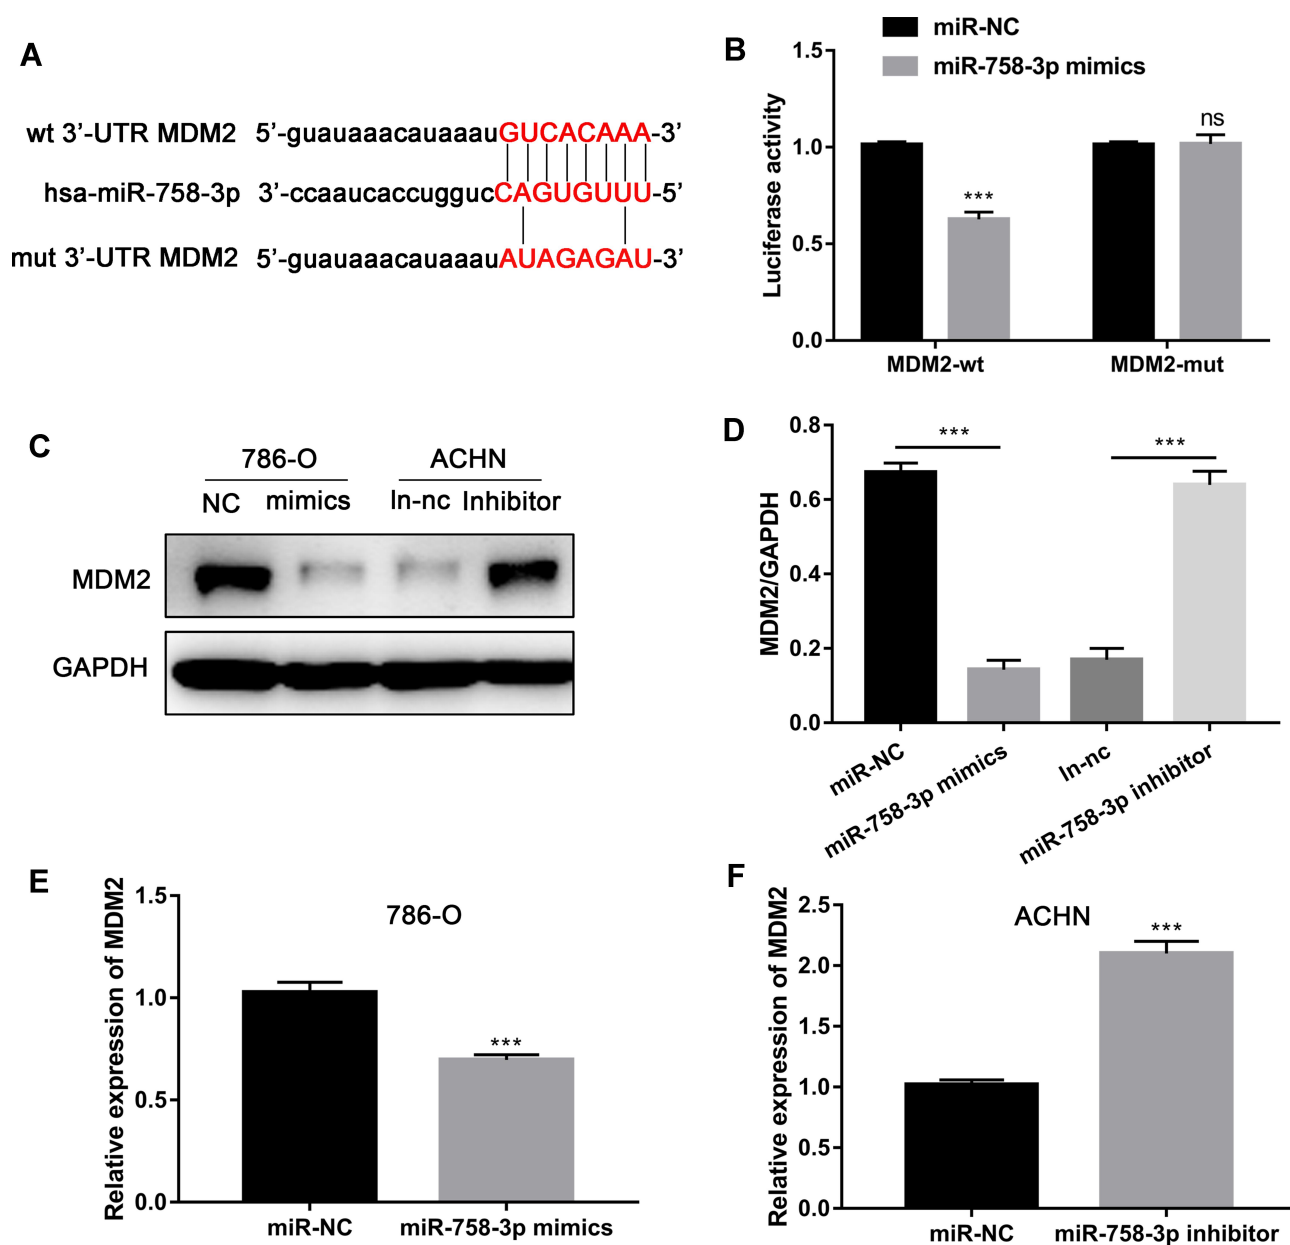 A
wt 3’-UTR MDM2 5’-guauaaacauaaauGUCACAAA-3’
hsa-miR-758-3p 3’-ccaaucaccuggucCAGUGUUU-5’
mut 3’-UTR MDM2 5’-guauaaacauaaauAUAGAGAU-3’
B
miR-NC
miR-758-3p mimics
Luciferase activity
1.5
1.0
0.5
0.0
***
ns
MDM2-wt MDM2-mut
C
786-O ACHN
NC mimics In-nc Inhibitor
MDM2
GAPDH
D
MDM2/GAPDH
0.8
0.6
0.4
0.2
0.0
*** ***
miR-NC
miR-758-3p mimics
In-nc
miR-758-3p inhibitor
E
Relative expression of MDM2
1.5
1.0
0.5
0.0
786-O
***
miR-NC miR-758-3p mimics
F
Relative expression of MDM2
2.5
2.0
1.5
1.0
0.5
0.0
ACHN
***
miR-NC miR-758-3p inhibitor